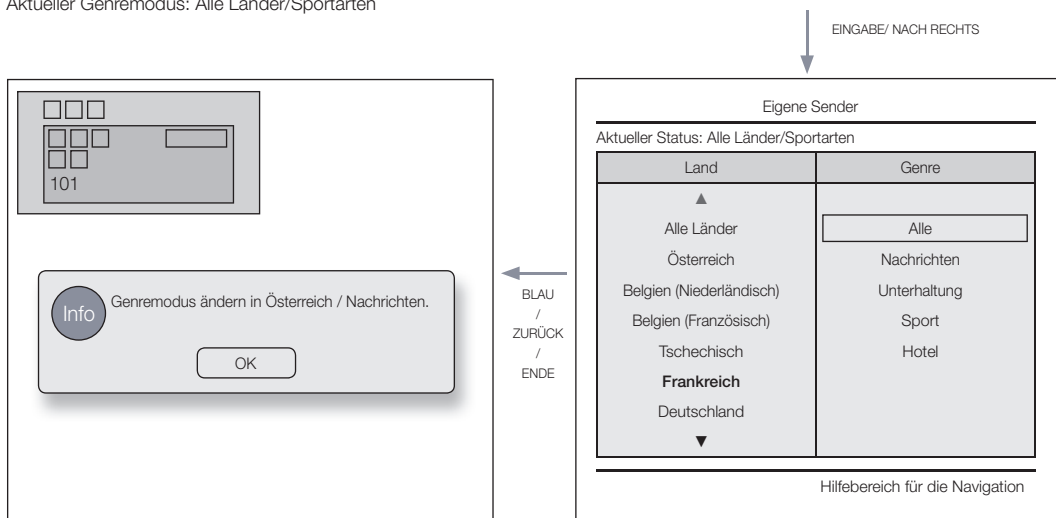 Aktueller Genremodus: Alle Länder/Sportarten
EINGABE/ NACH RECHTS
101
Info
Genremodus ändern in Österreich / Nachrichten.
OK
BLAU
/
ZURÜCK
/
ENDE
Eigene Sender
Aktueller Status: Alle Länder/Sportarten
Land Genre
▲
Alle Länder Alle
Österreich Nachrichten
Belgien (Niederländisch) Unterhaltung
Belgien (Französisch) Sport
Tschechisch Hotel
Frankreich
Deutschland
▼
Hilfebereich für die Navigation